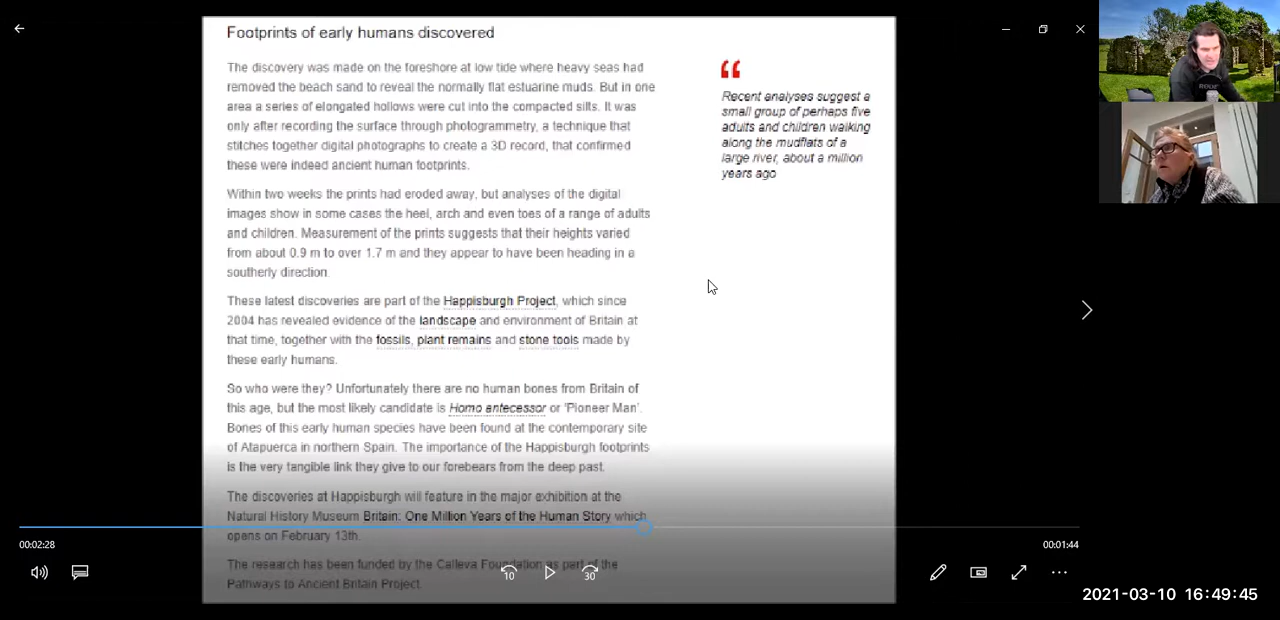 Footprints of early humans discovered
The discovery was made on the foreshore at low tide where heavy seas had
removed the beach sand to reveal the normally flat estuarine muds. But in one
area a series of elongated hollows were cut into the compacted silts. It was
only after recording the surface through photogrammetry, a technique that
stitches together digital photographs to create a 3D record, that confirmed
these were indeed ancient human footprints.
Within two weeks the prints had eroded away, but analyses of the digital
images show in some cases the heel, arch and even toes of a range of adults
and children. Measurement of the prints suggests that their heights varied
from about 0.9 m to over 1.7 m and they appear to have been heading in a
southerly direction.
These latest discoveries are part of the Happisburgh Project, which since
2004 has revealed evidence of the landscape and environment of Britain at
that time, together with the fossils, plant remains and stone tools made by
these early humans.
So who were they? Unfortunately there are no human bones from Britain of
this age, but the most likely candidate is Homo antecessor or 'Pioneer Man'.
Bones of this early human species have been found at the contemporary site
of Atapuerca in northern Spain. The importance of the Happisburgh footprints
is the very tangible link they give to our forebears from the deep past.
The discoveries at Happisburgh will feature in the major exhibition at the
Natural History Museum Britain: One Million Years of the Human Story which
opens on February 13th.
The research has been funded by the Calleva Foundation as part of the
Pathways to Ancient Britain Project.
“
Recent analyses suggest a
small group of perhaps five
adults and children walking
along the mudflats of a
large river, about a million
years ago
00:02:28
00:01:44
10
30
2021-03-10 16:49:45